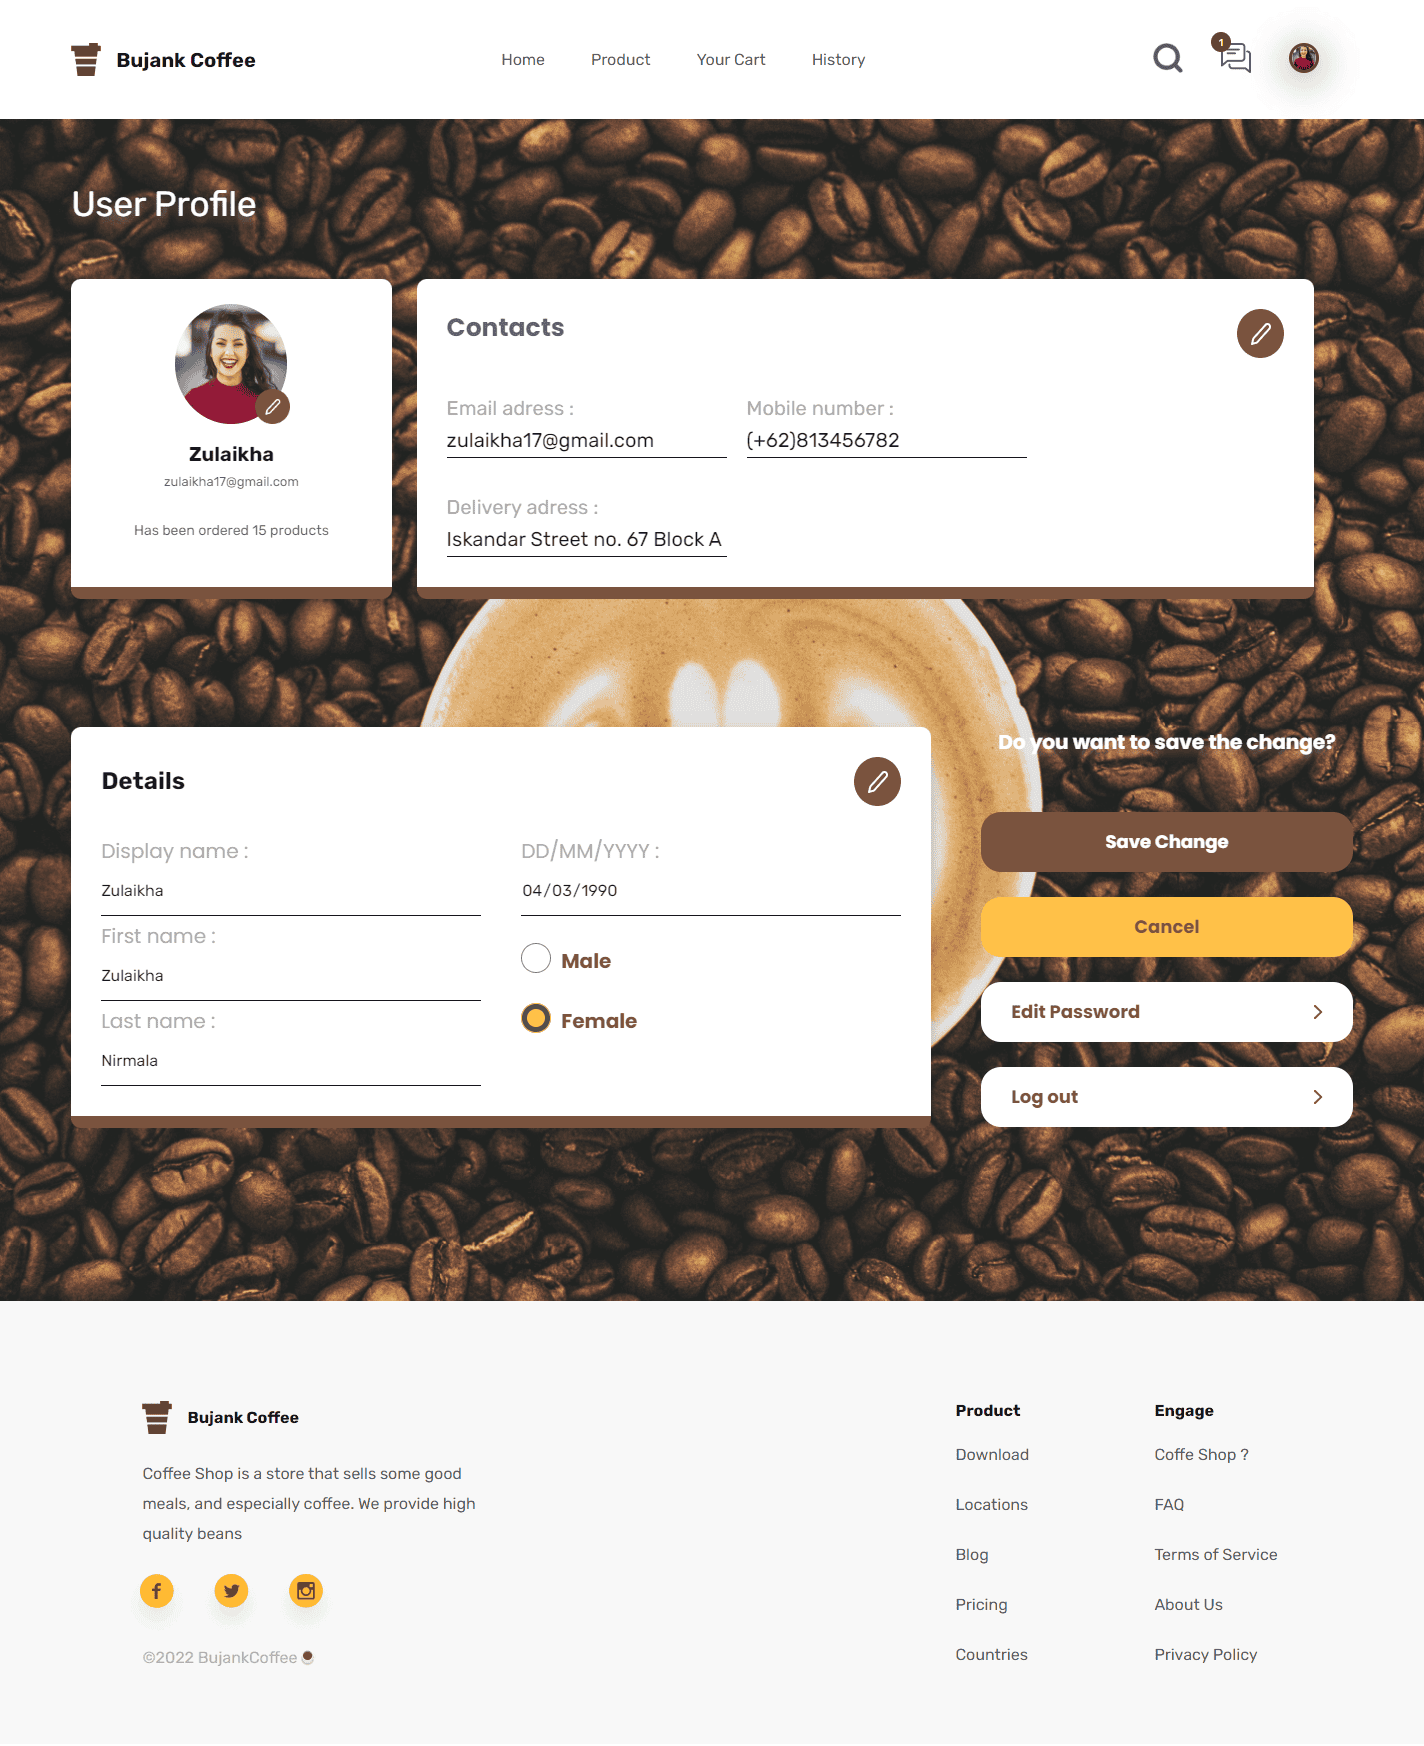 Bujank Coffee
Home Product Your Cart History
1
User Profile
Zulaikha
zulaikha17@gmail.com
Has been ordered 15 products
Contacts
Email adress : Mobile number :
zulaikha17@gmail.com (+62)813456782
Delivery adress :
Iskandar Street no. 67 Block A
Details
Display name : DD/MM/YYYY :
Zulaikha 04/03/1990
First name :
Male
Zulaikha
Last name : Female
Nirmala
Do you want to save the change?
Save Change
Cancel
Edit Password
Log out
Bujank Coffee
Coffee Shop is a store that sells some good
meals, and especially coffee. We provide high
quality beans
©2022 BujankCoffee
Product
Download
Locations
Blog
Pricing
Countries
Engage
Coffe Shop ?
FAQ
Terms of Service
About Us
Privacy Policy